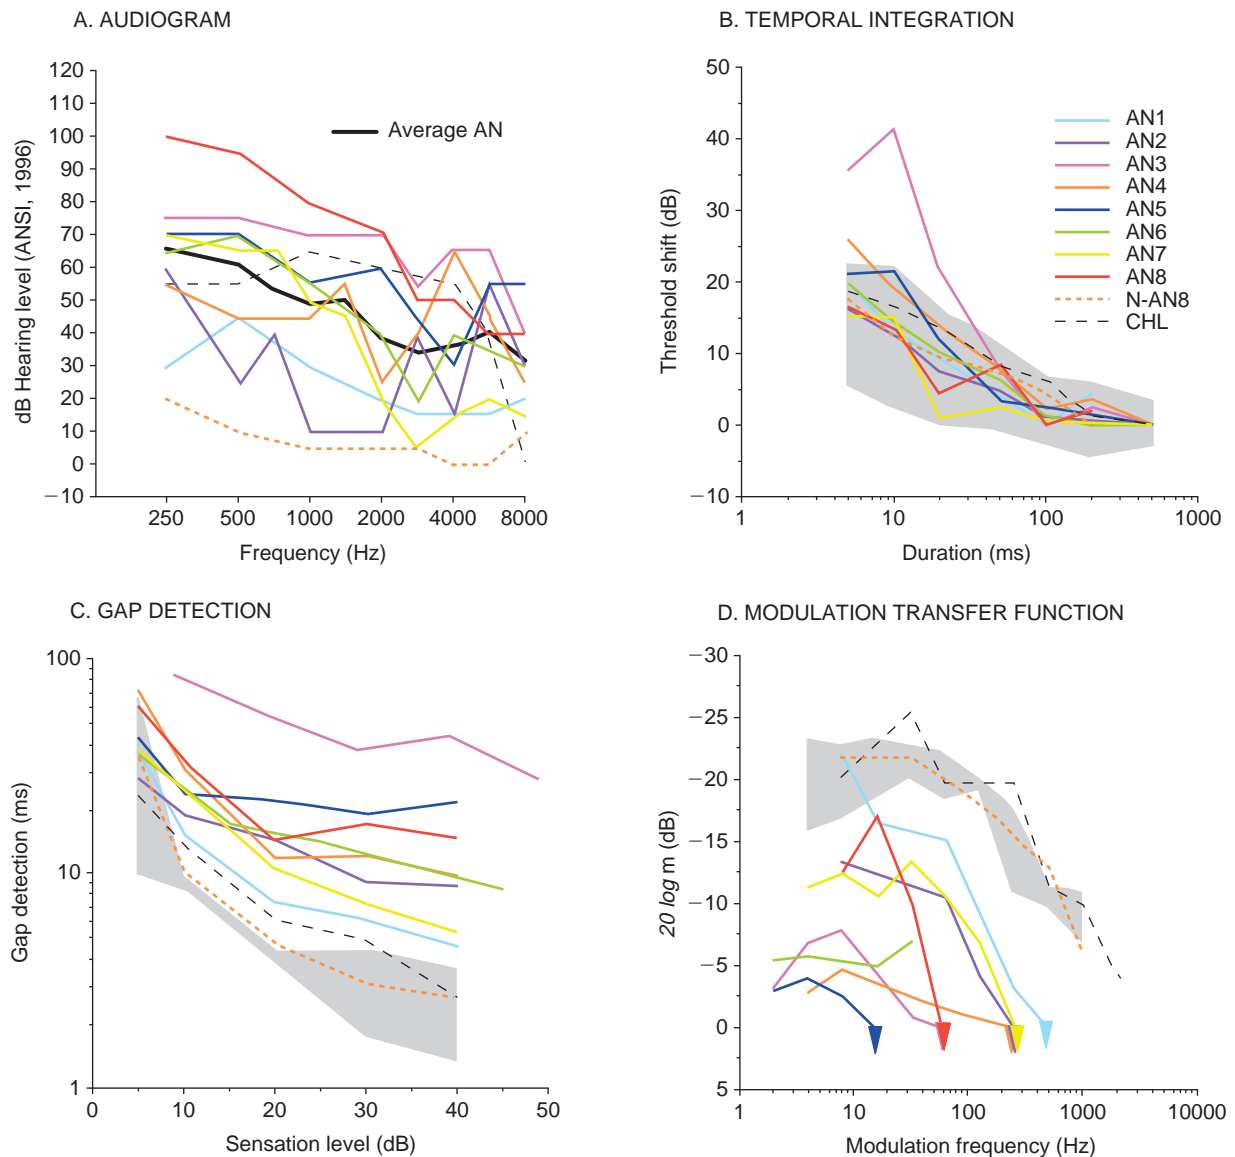 A. AUDIOGRAM
120
110
100
90
80
70
60
50
40
30
20
10
0
−10
dB Hearing level (ANSI, 1996)
Average AN
250
500
1000
2000
4000
8000
Frequency (Hz)
B. TEMPORAL INTEGRATION
50
40
30
20
10
0
−10
Threshold shift (dB)
AN1
AN2
AN3
AN4
AN5
AN6
AN7
AN8
N-AN8
CHL
1
10
100
1000
Duration (ms)
C. GAP DETECTION
100
10
1
Gap detection (ms)
0
10
20
30
40
50
Sensation level (dB)
D. MODULATION TRANSFER FUNCTION
−30
−25
−20
−15
−10
−5
0
5
20 log m (dB)
1
10
100
1000
10000
Modulation frequency (Hz)